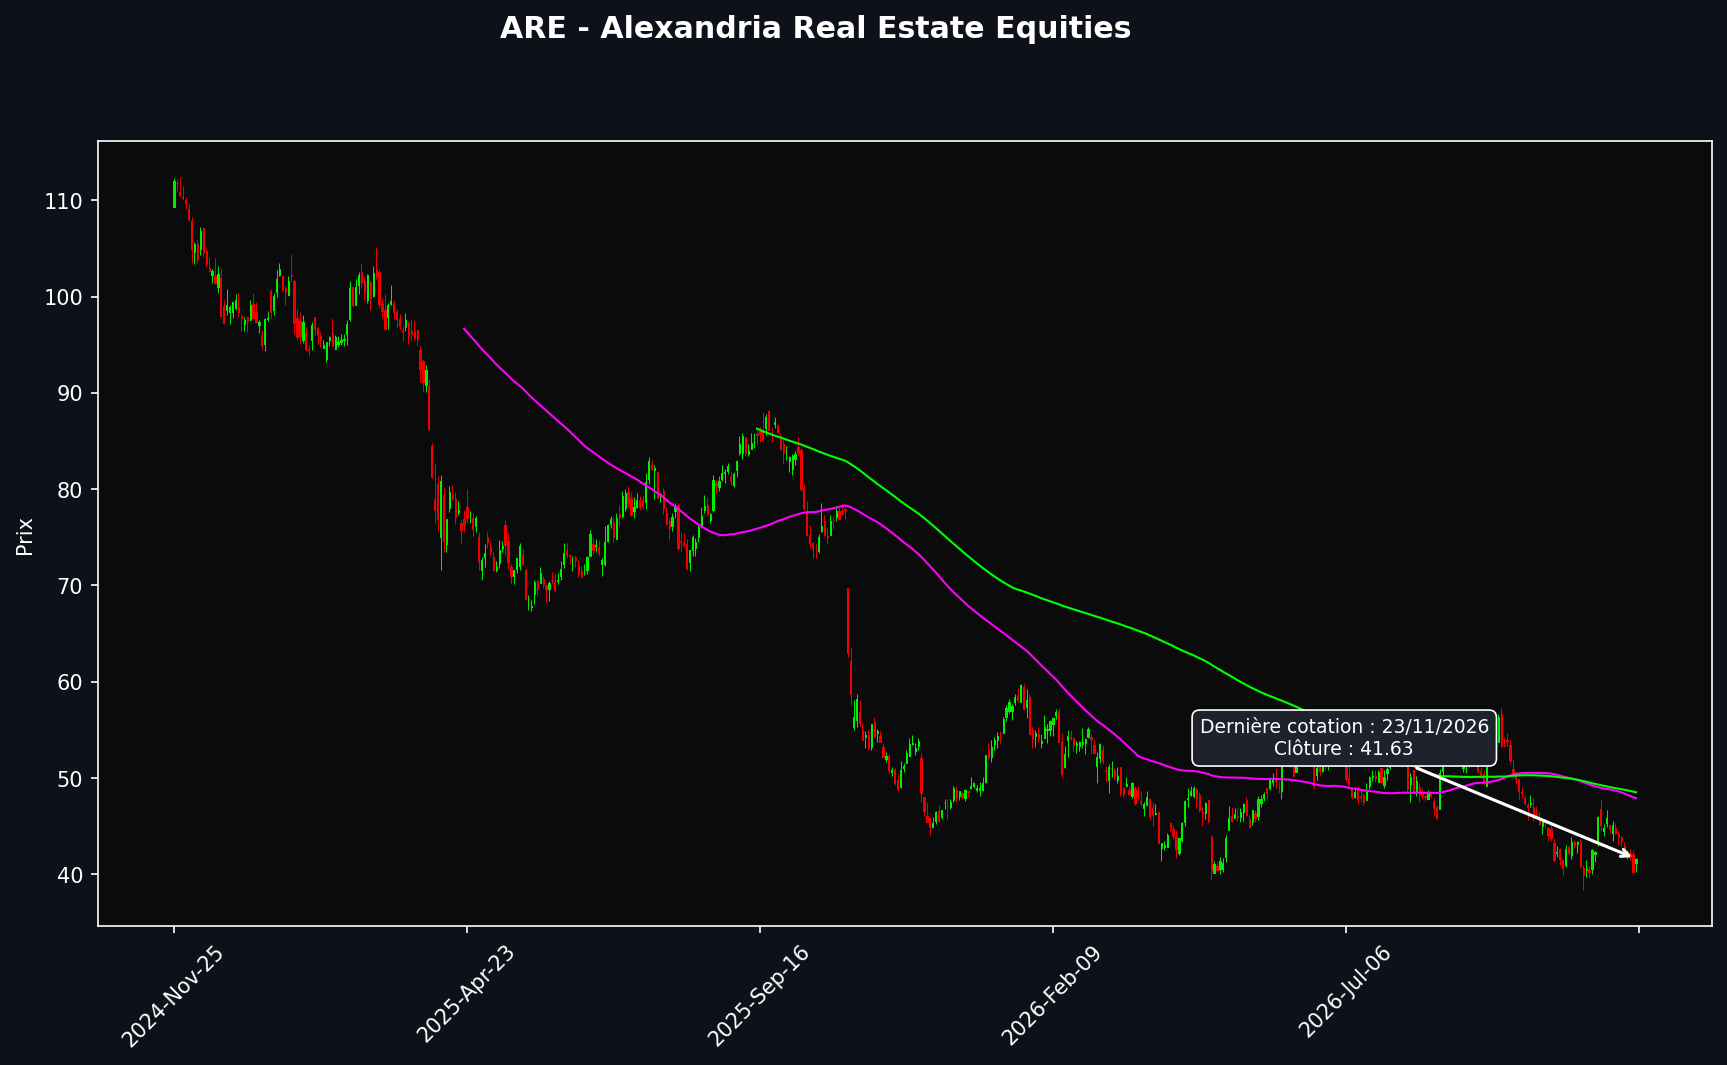 ARE - Alexandria Real Estate Equities
Prix
110
100
90
80
70
60
50
40
Dernière cotation : 23/11/2026
Clôture : 41.63
2024-Nov-25
2025-Apr-23
2025-Sep-16
2026-Feb-09
2026-Jul-06